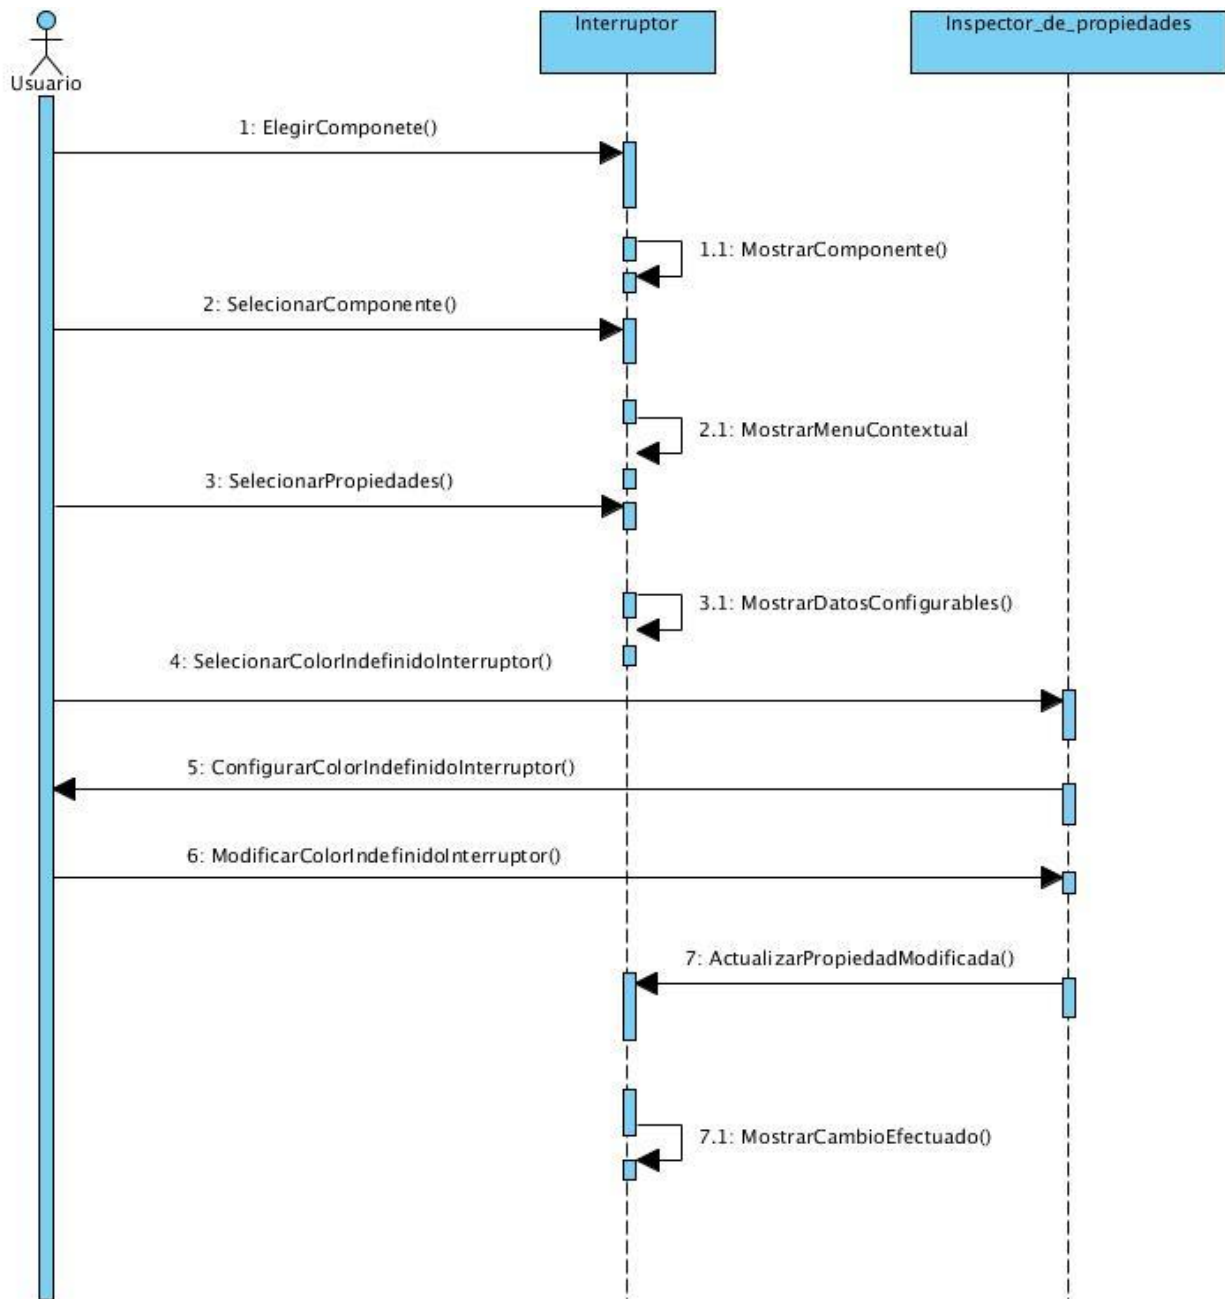 Usuario
Interruptor
Inspector_de_propiedades
1: ElegirComponete()
1.1: MostrarComponente()
2: SelecionarComponente()
2.1: MostrarMenuContextual
3: SelecionarPropiedades()
3.1: MostrarDatosConfigurables()
4: SelecionarColorIndefinidoInterruptor()
5: ConfigurarColorIndefinidoInterruptor()
6: ModificarColorIndefinidoInterruptor()
7: ActualizarPropiedadModificada()
7.1: MostrarCambioEfectuado()